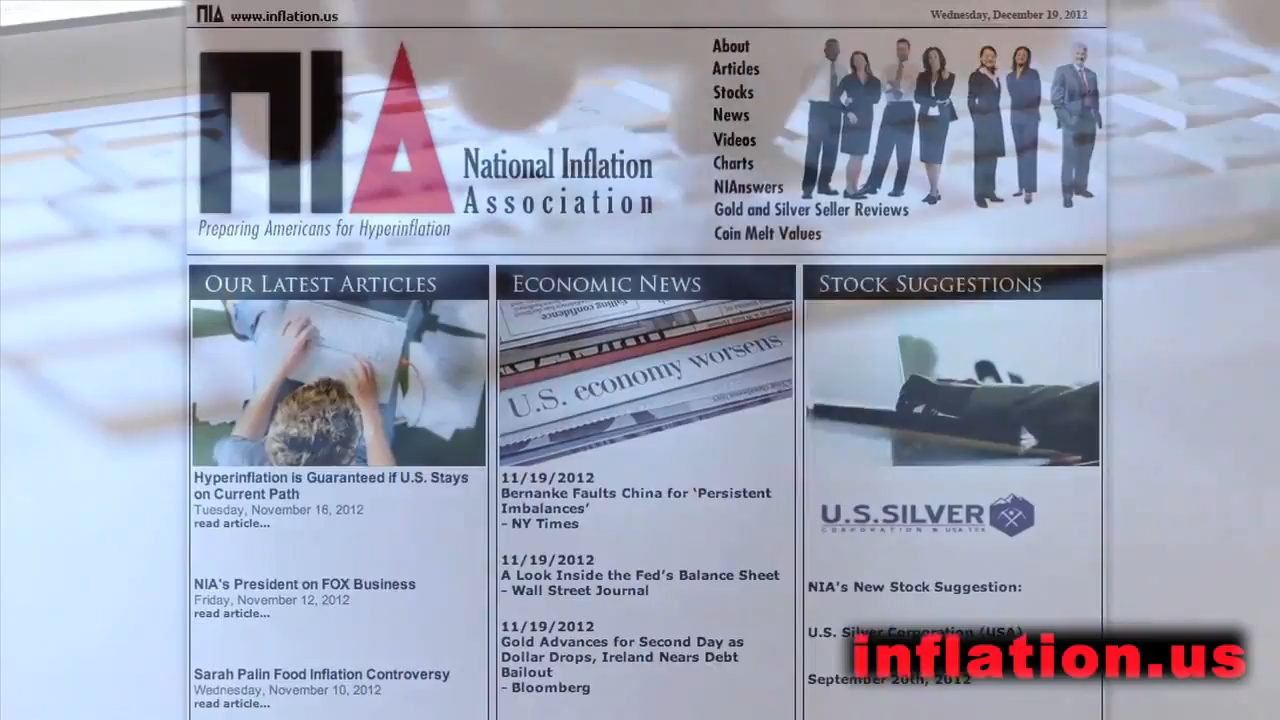 NIA www.inflation.us
Wednesday, December 19, 2012
NIA
National Inflation
Association
Preparing Americans for Hyperinflation
About
Articles
Stocks
News
Videos
Charts
NIAnswers
Gold and Silver Seller Reviews
Coin Melt Values
Our Latest Articles
Hyperinflation is Guaranteed if U.S. Stays
on Current Path
Tuesday, November 16, 2012
read article...
NIA's President on FOX Business
Friday, November 12, 2012
read article...
Sarah Palin Food Inflation Controversy
Wednesday, November 10, 2012
read article...
Economic News
Falling confidence
U.S. economy worsens
11/19/2012
Bernanke Faults China for ‘Persistent
Imbalances’
– NY Times
11/19/2012
A Look Inside the Fed’s Balance Sheet
– Wall Street Journal
11/19/2012
Gold Advances for Second Day as
Dollar Drops, Ireland Nears Debt
Bailout
– Bloomberg
Stock Suggestions
U.S. SILVER
CORPORATION
NIA’s New Stock Suggestion:
U.S. Silver Corporation (USA)
September 20th, 2012
inflation.us